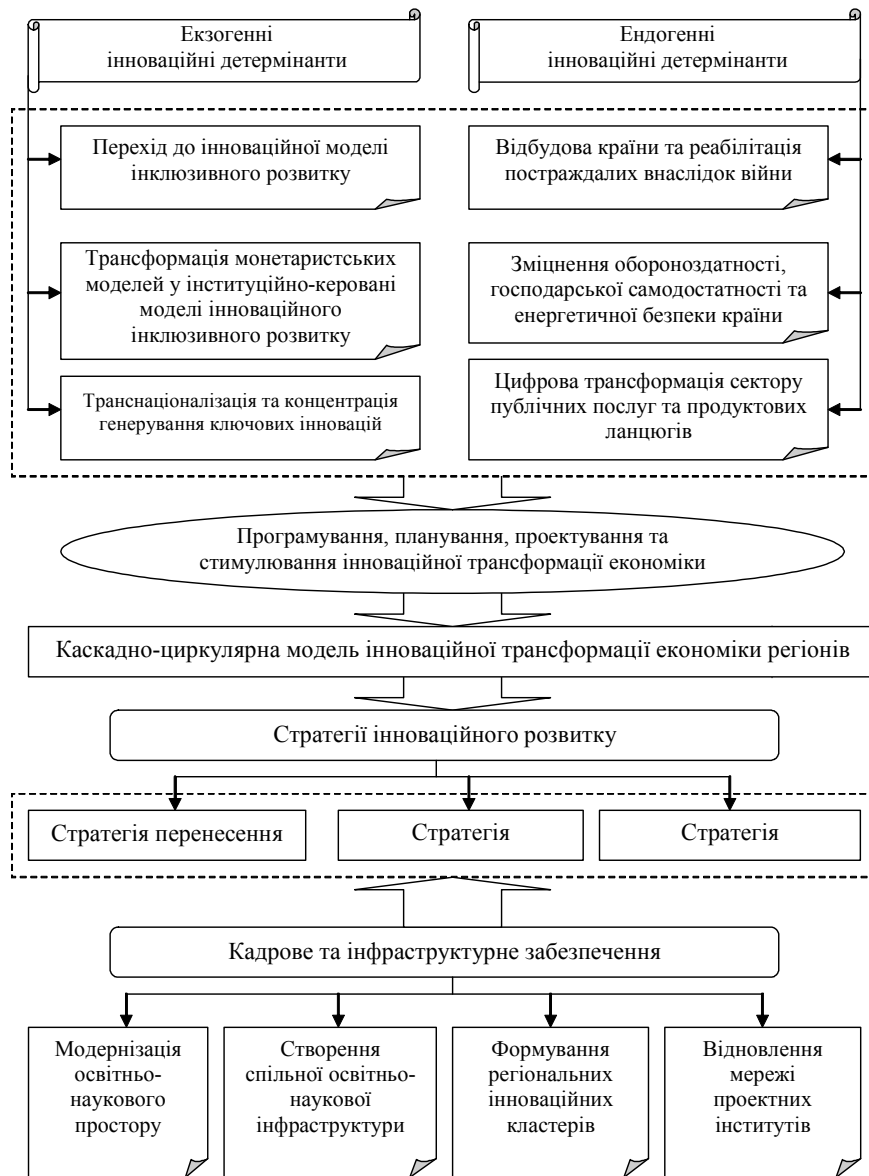 Екзогенні
інноваційні детермінанти
Ендогенні
інноваційні детермінанти
Перехід до інноваційної моделі
інклюзивного розвитку
Відбудова країни та реабілітація
постраждалих внаслідок війни
Трансформація монетаристських
моделей у інституційно-керовані
моделі інноваційного
інклюзивного розвитку
Зміцнення обороноздатності,
господарської самодостатності та
енергетичної безпеки країни
Транснаціоналізація та концентрація
генерування ключових інновацій
Цифрова трансформація сектору
публічних послуг та продуктових
ланцюгів
Програмування, планування, проектування та
стимулювання інноваційної трансформації економіки
Каскадно-циркулярна модель інноваційної трансформації економіки регіонів
Стратегії інноваційного розвитку
Стратегія перенесення
Стратегія
Стратегія
Кадрове та інфраструктурне забезпечення
Модернізація
освітньо-
наукового
простору
Створення
спільної освітньо-
наукової
інфраструктури
Формування
регіональних
інноваційних
кластерів
Відновлення
мережі
проектних
інститутів